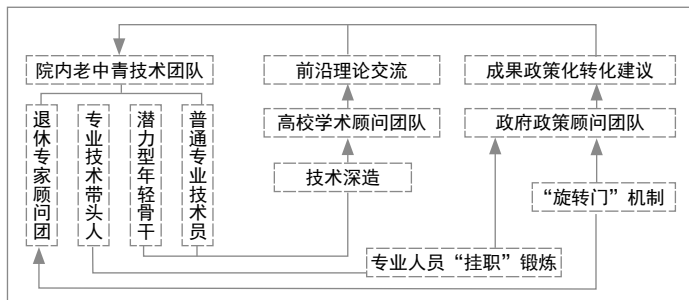 院内老中青技术团队
前沿理论交流
成果政策化转化建议
退休专家顾问团
专业技术带头人
潜力型年轻骨干
普通专业技术员
高校学术顾问团队
政府政策顾问团队
技术深造
“旋转门”机制
专业人员“挂职”锻炼